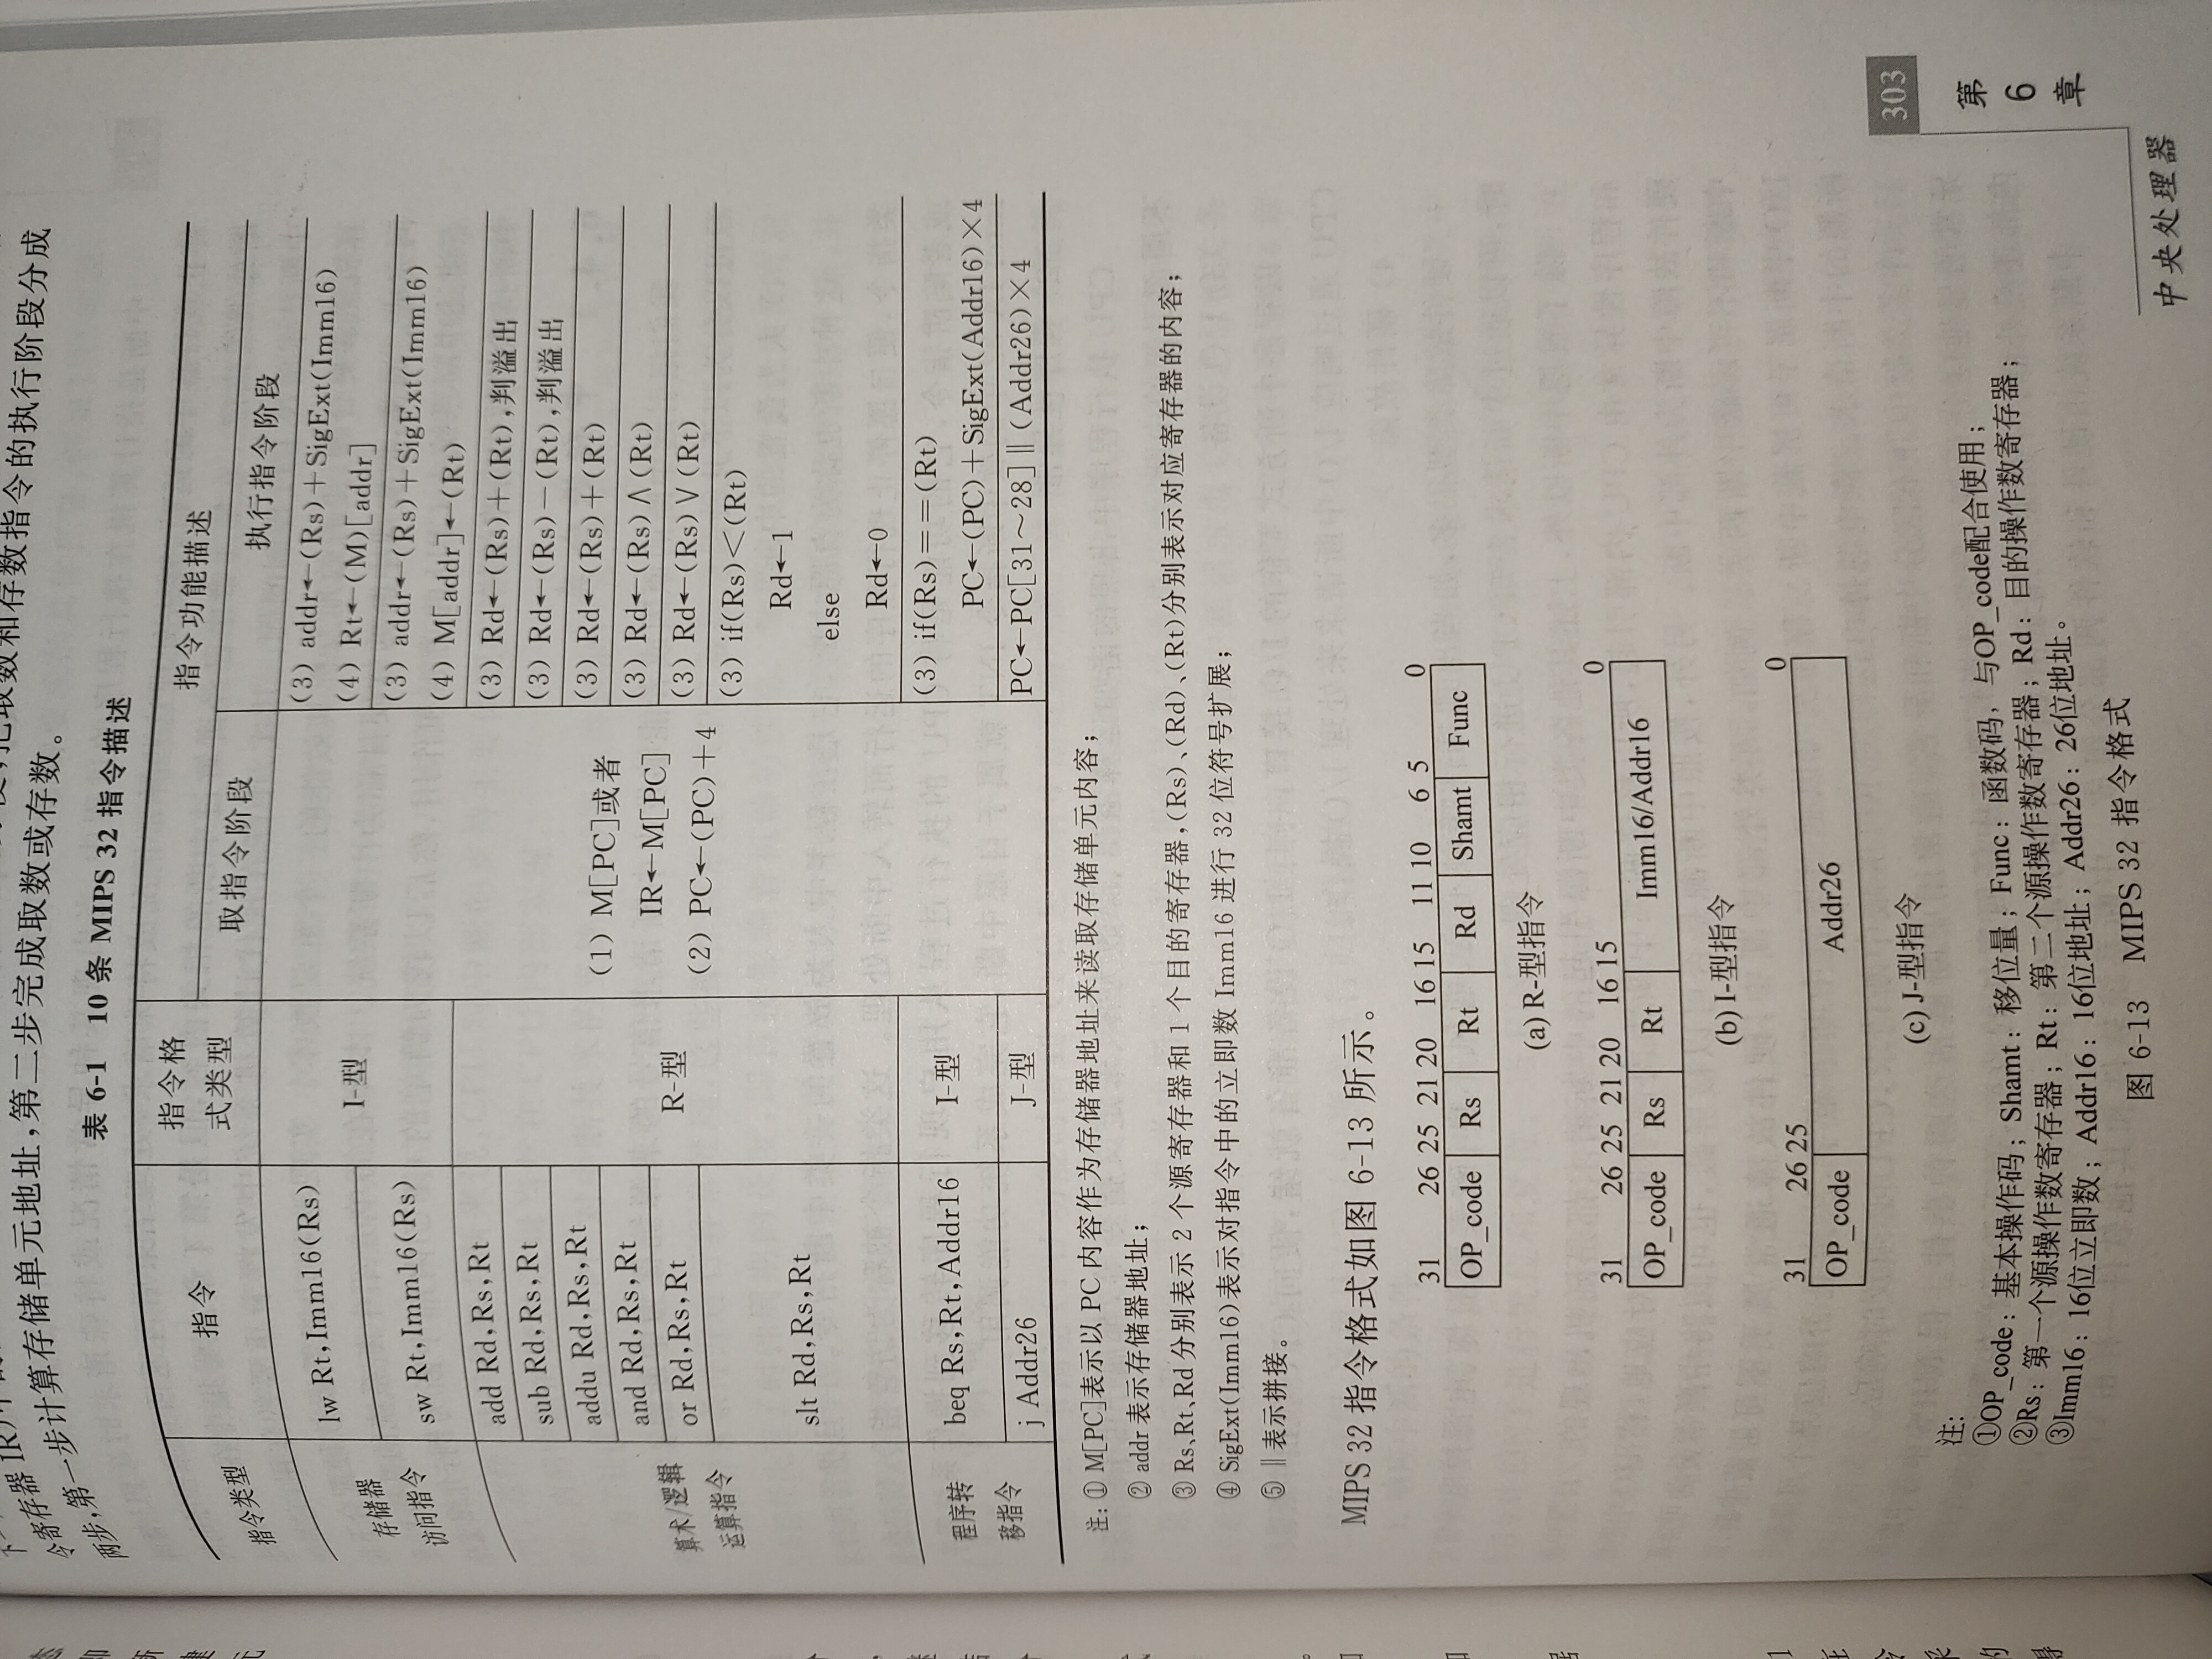 令寄存器 IR)中的
把取数和存数指令的执行阶段分成
两步,第一步计算存储单元地址,第二步完成取数或存数。
表 6-1 10 条 MIPS 32 指令描述
指令类型
指令
指令格
式类型
指令功能描述
取指令阶段
执行指令阶段
存储器
访问指令
lw Rt,Imm16(Rs)
I-型
(3) addr←(Rs)+SigExt(Imm16)
(4) Rt←(M)[addr]
sw Rt,Imm16(Rs)
(3) addr←(Rs)+SigExt(Imm16)
(4) M[addr]←(Rt)
算术/逻辑
运算指令
add Rd,Rs,Rt
(3) Rd←(Rs)+(Rt),判溢出
sub Rd,Rs,Rt
(3) Rd←(Rs)-(Rt),判溢出
addu Rd,Rs,Rt
(3) Rd←(Rs)+(Rt)
and Rd,Rs,Rt
(3) Rd←(Rs)∧(Rt)
or Rd,Rs,Rt
(3) Rd←(Rs)∨(Rt)
R-型
(1) M[PC]或者
IR←M[PC]
(2) PC←(PC)+4
slt Rd,Rs,Rt
(3) if(Rs)<(Rt)
Rd←1
else
Rd←0
程序转
移指令
beq Rs,Rt,Addr16
I-型
(3) if(Rs)==(Rt)
PC←(PC)+SigExt(Addr16)×4
j Addr26
J-型
PC←PC[31～28]‖(Addr26)×4
注:① M[PC]表示以 PC 内容作为存储器地址来读取存储单元内容;
② addr 表示存储器地址;
③ Rs、Rt、Rd 分别表示 2 个源寄存器和 1 个目的寄存器,(Rs)、(Rd)、(Rt)分别表示对应寄存器的内容;
④ SigExt(Imm16)表示对指令中的立即数 Imm16 进行 32 位符号扩展;
⑤ ‖表示拼接。
MIPS 32 指令格式如图 6-13 所示。
31 26 25 21 20 16 15 11 10 6 5 0
OP_code Rs Rt Rd Shamt Func
(a) R-型指令
31 26 25 21 20 16 15 0
OP_code Rs Rt Imm16/Addr16
(b) I-型指令
31 26 25 0
OP_code Addr26
(c) J-型指令
注:
①OP_code：基本操作码；Shamt：移位量；Func：函数码，与OP_code配合使用；
②Rs：第一个源操作数寄存器；Rt：第二个源操作数寄存器；Rd：目的操作数寄存器；
③Imm16：16位立即数；Addr16：16位地址；Addr26：26位地址。
图 6-13 MIPS 32 指令格式
303
第
6
章
中央处理器